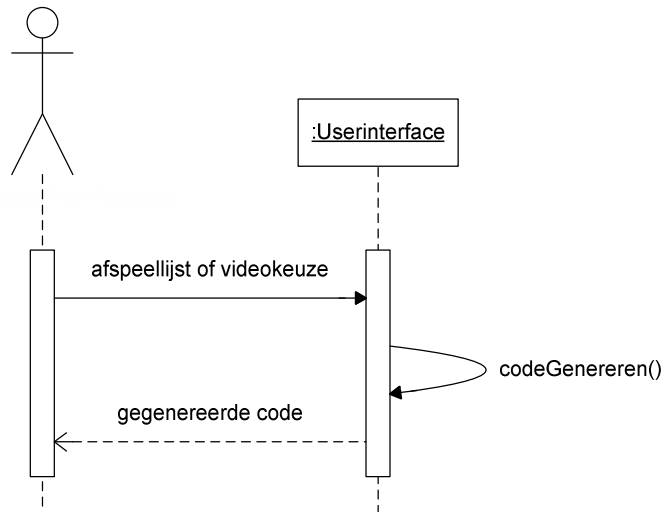 :Userinterface
afspeellijst of videokeuze
codeGenereren()
gegenereerde code